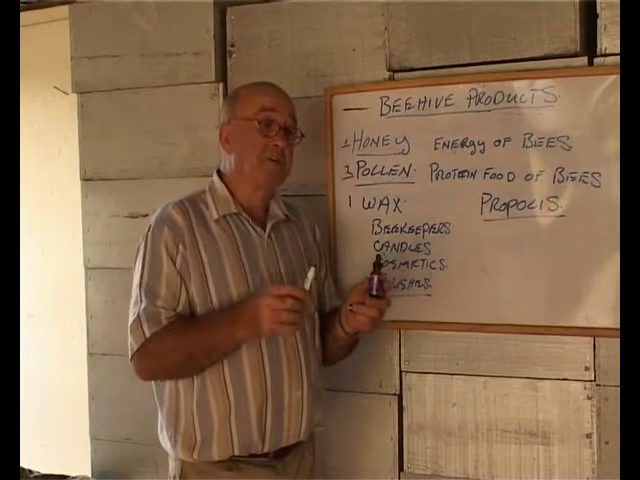 — BEEHIVE PRODUCTS.
1 HONEY ENERGY OF BEES
3 POLLEN. PROTEIN FOOD OF BEES
1 WAX PROPOLIS.
BEEKEEPERS.
CANDLES
COSMETICS.